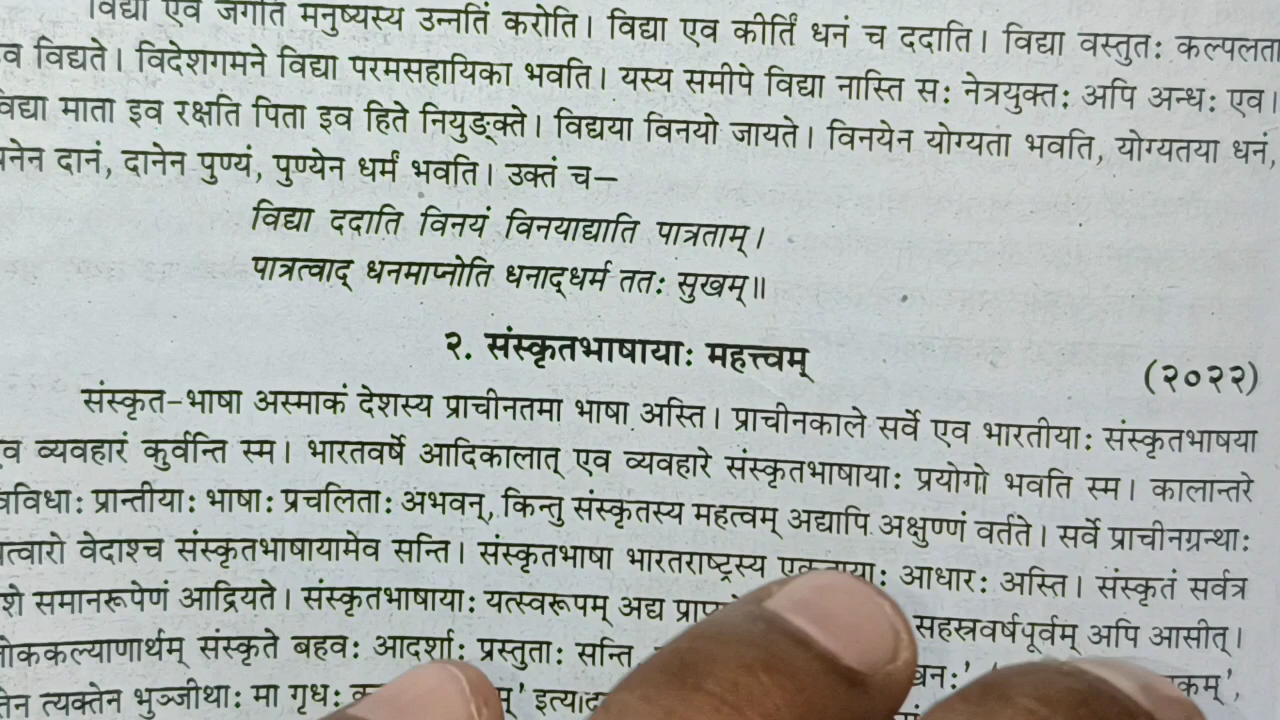 विद्या एव जगति मनुष्यस्य उन्नतिं करोति। विद्या एव कीर्तिं धनं च ददाति। विद्या वस्तुतः कल्पलता
व विद्यते। विदेशगमने विद्या परमसहायिका भवति। यस्य समीपे विद्या नास्ति सः नेत्रयुक्तः अपि अन्धः एव।
विद्या माता इव रक्षति पिता इव हिते नियुङ्क्ते। विद्यया विनयो जायते। विनयेन योग्यता भवति, योग्यतया धनं,
नेन दानं, दानेन पुण्यं, पुण्येन धर्मं भवति। उक्तं च—
विद्या ददाति विनयं विनयाद्याति पात्रताम्।
पात्रत्वाद् धनमाप्नोति धनाद्धर्म ततः सुखम्॥
२. संस्कृतभाषायाः महत्त्वम्
(२०२२)
संस्कृत-भाषा अस्माकं देशस्य प्राचीनतमा भाषा अस्ति। प्राचीनकाले सर्वे एव भारतीयाः संस्कृतभाषया
व व्यवहारं कुर्वन्ति स्म। भारतवर्षे आदिकालात् एव व्यवहारे संस्कृतभाषायाः प्रयोगो भवति स्म। कालान्तरे
विविधाः प्रान्तीयाः भाषाः प्रचलिताः अभवन्, किन्तु संस्कृतस्य महत्वम् अद्यापि अक्षुण्णं वर्तते। सर्वे प्राचीनग्रन्थाः
त्वारो वेदाश्च संस्कृतभाषायामेव सन्ति। संस्कृतभाषा भारतराष्ट्रस्य एकतायाः आधारः अस्ति। संस्कृतं सर्वत्र
शे समानरूपेणं आद्रियते। संस्कृतभाषायाः यत्स्वरूपम् अद्य सहस्रवर्षपूर्वम् अपि आसीत्।
ोककल्याणार्थम् संस्कृते बहवः आदर्शाः प्रस्तुताः सन्ति
तेन त्यक्तेन भुञ्जीथाः मा गृधः